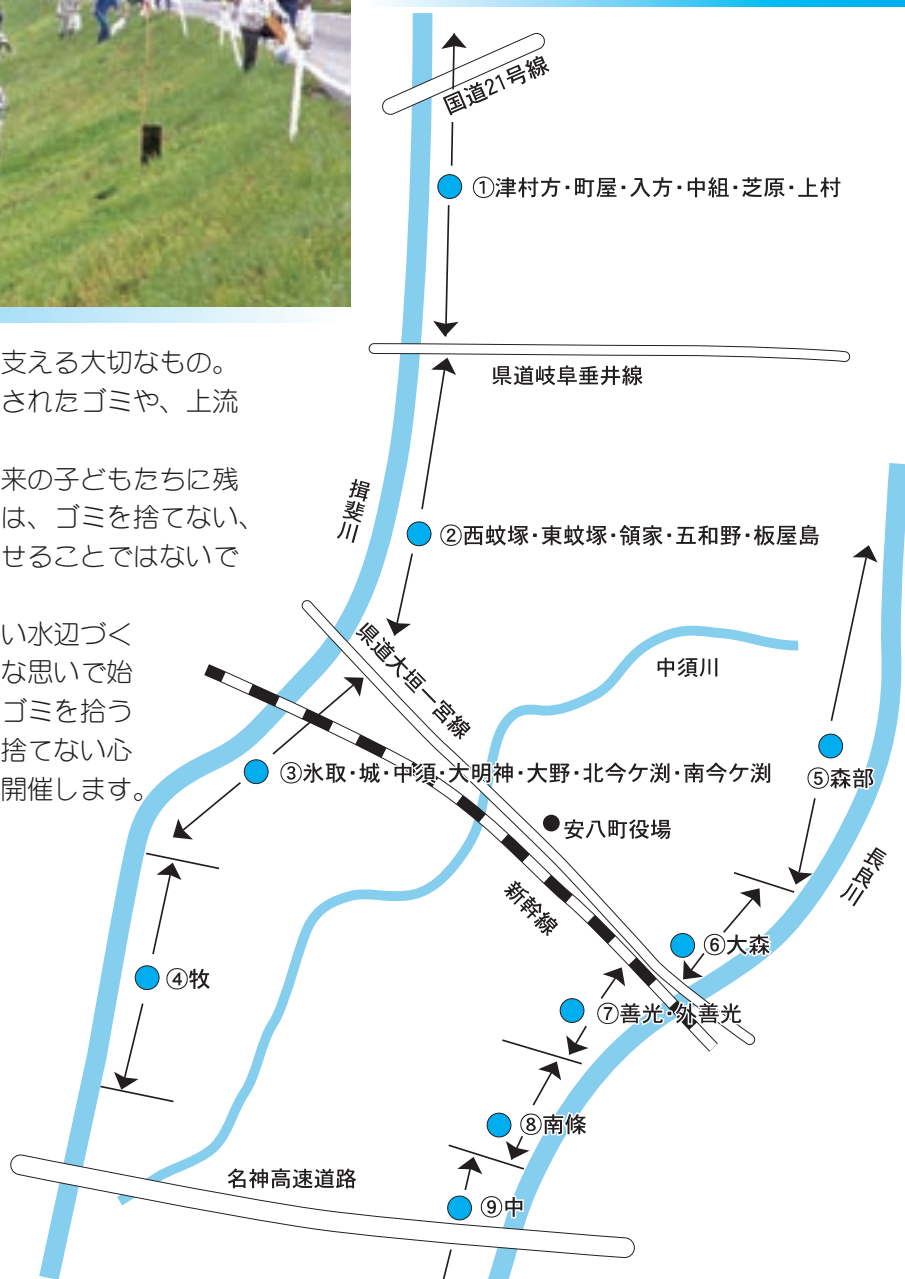 国道21号線
①津村方・町屋・入方・中組・芝原・上村
県道岐阜垂井線
支える大切なもの。
されたゴミや、上流
来の子どもたちに残
は、ゴミを捨てない、
せることではないで
い水辺づく
な思いで始
ゴミを拾う
捨てない心
開催します。
揖斐川
②西蚊塚・東蚊塚・領家・五和野・板屋島
県道大垣一宮線
中須川
③氷取・城・中須・大明神・大野・北今ケ渕・南今ケ渕
⑤森部
安八町役場
長良川
新幹線
⑥大森
④牧
⑦善光・外善光
⑧南條
名神高速道路
⑨中